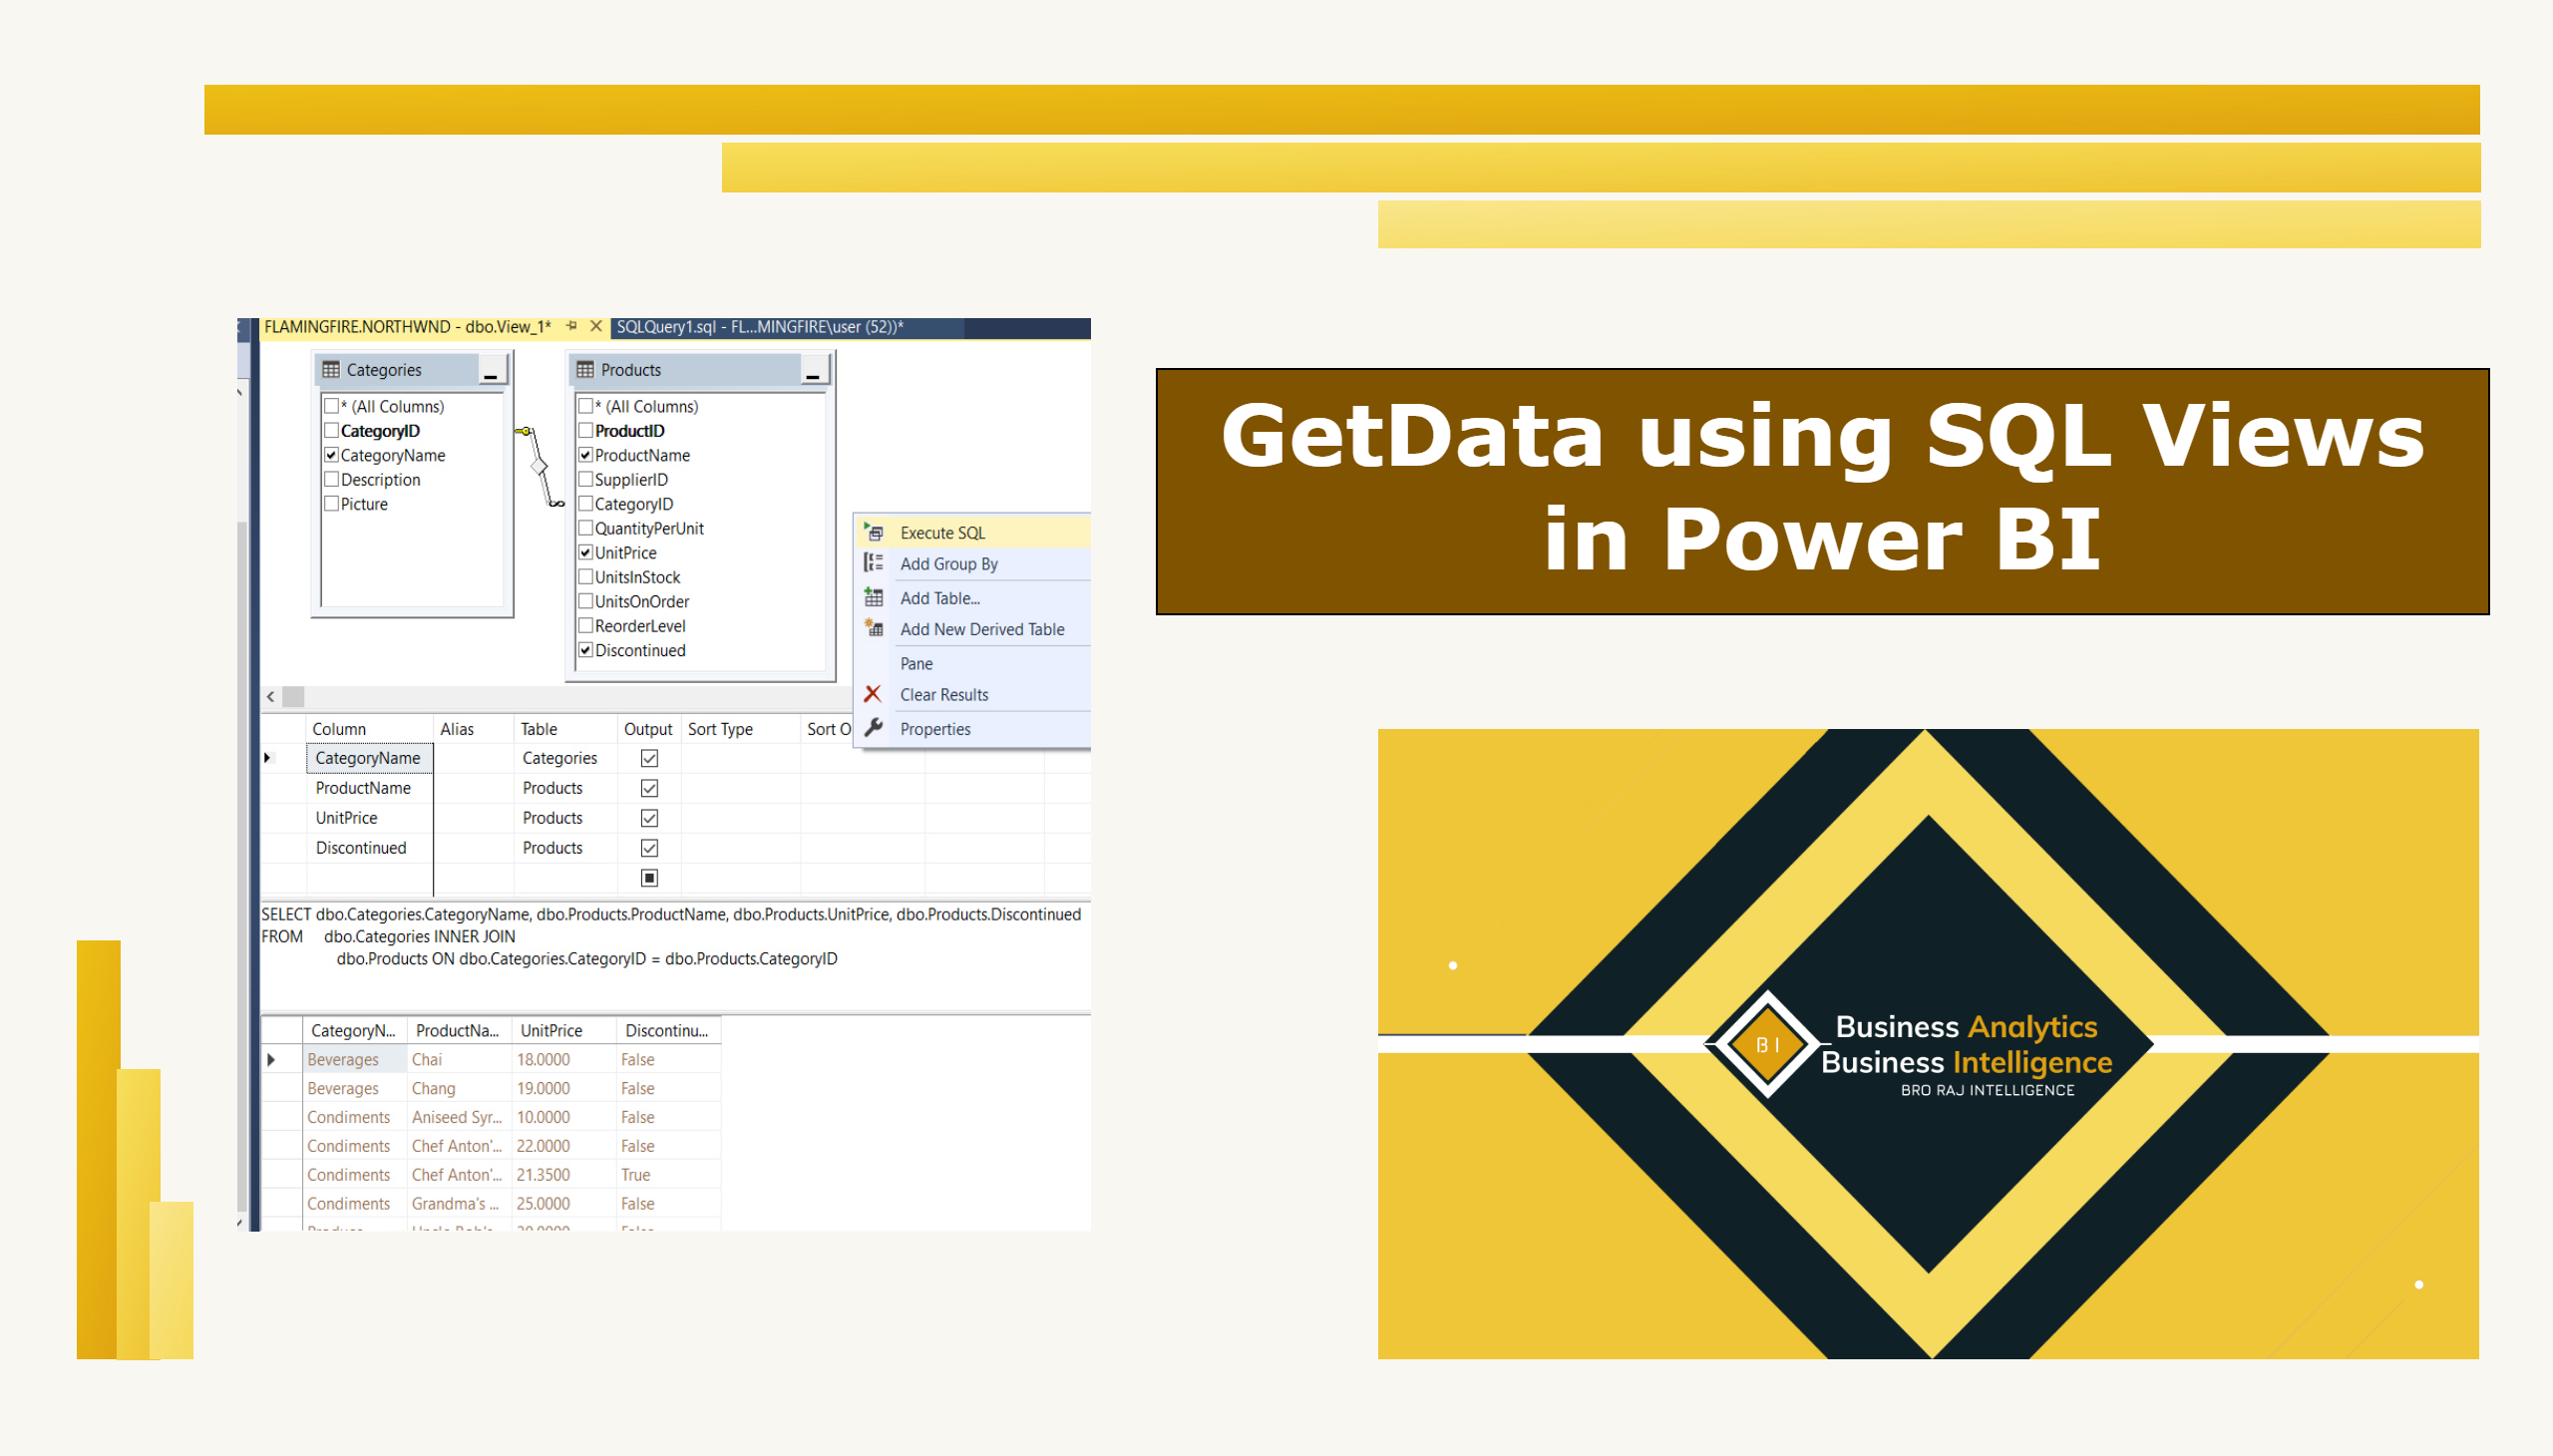 FLAMINGFIRE.NORTHWND - dbo.View_1*
SQLQuery1.sql - FL...MINGFIRE\user (52))*
Categories
* (All Columns)
CategoryID
CategoryName
Description
Picture
Products
* (All Columns)
ProductID
ProductName
SupplierID
CategoryID
QuantityPerUnit
UnitPrice
UnitsInStock
UnitsOnOrder
ReorderLevel
Discontinued
Execute SQL
Add Group By
Add Table...
Add New Derived Table
Pane
Clear Results
Properties
Column Alias Table Output Sort Type Sort O
CategoryName Categories
ProductName Products
UnitPrice Products
Discontinued Products
SELECT dbo.Categories.CategoryName, dbo.Products.ProductName, dbo.Products.UnitPrice, dbo.Products.Discontinued
FROM dbo.Categories INNER JOIN
dbo.Products ON dbo.Categories.CategoryID = dbo.Products.CategoryID
CategoryN... ProductNa... UnitPrice Discontinu...
Beverages Chai 18.0000 False
Beverages Chang 19.0000 False
Condiments Aniseed Syr... 10.0000 False
Condiments Chef Anton'... 22.0000 False
Condiments Chef Anton'... 21.3500 True
Condiments Grandma's ... 25.0000 False
GetData using SQL Views
in Power BI
BI
Business Analytics
Business Intelligence
BRO RAJ INTELLIGENCE